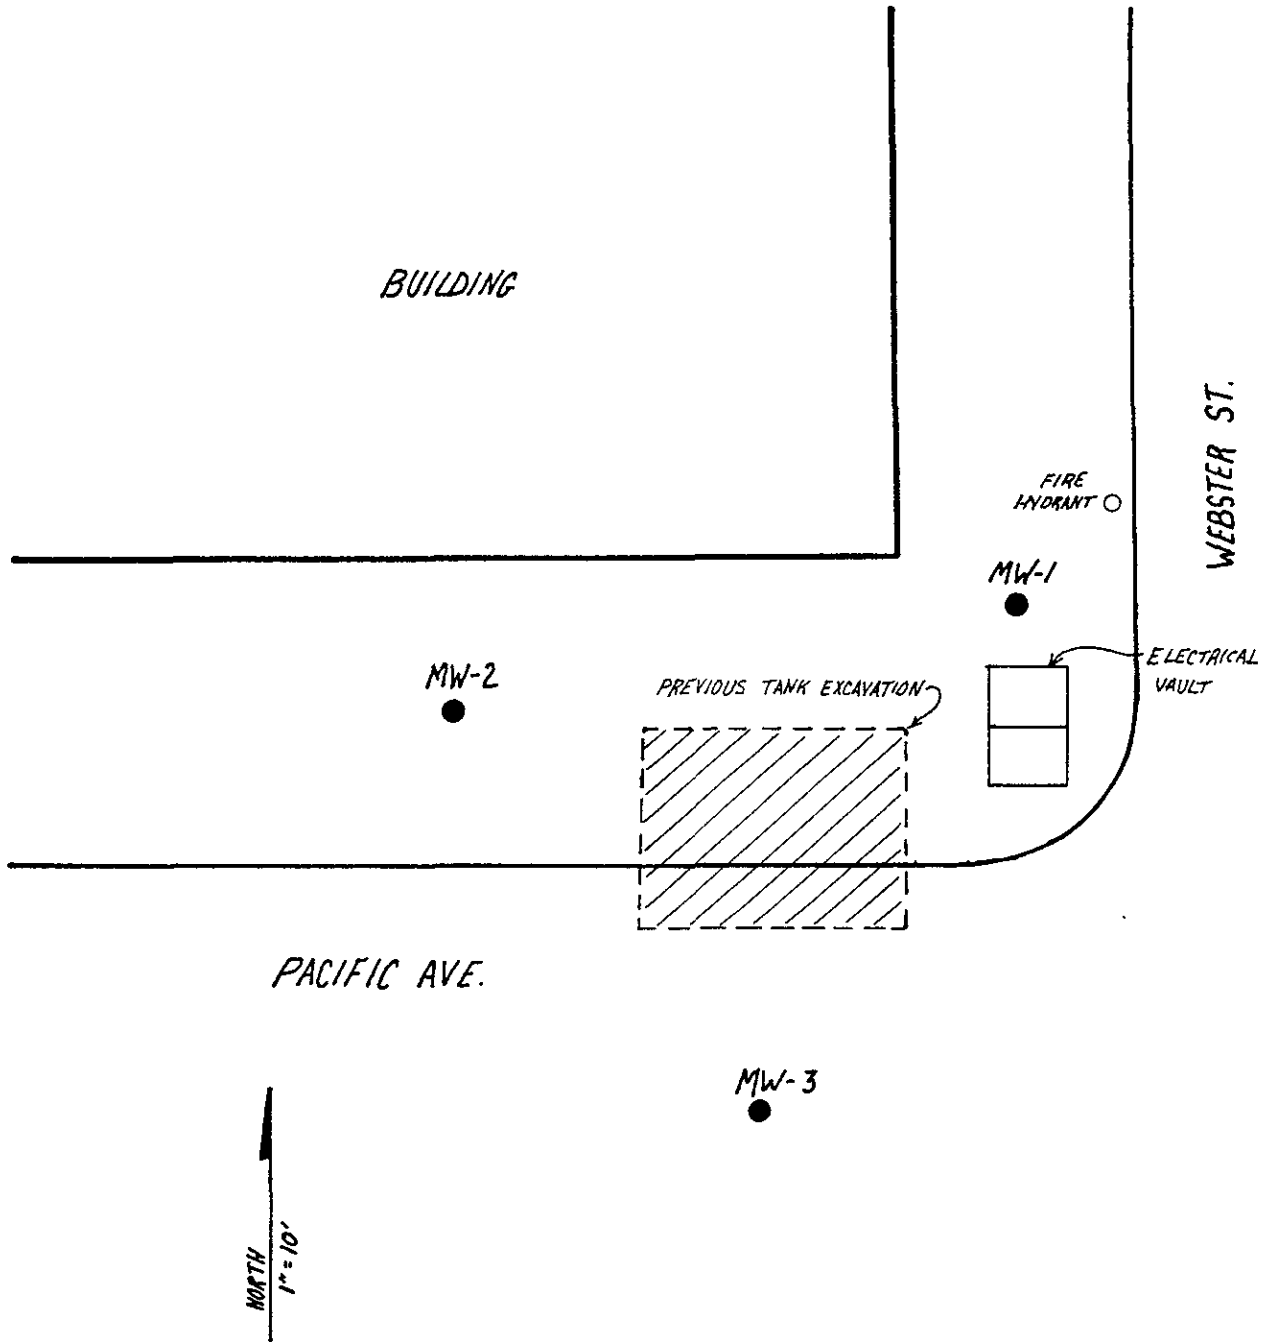 BUILDING
WEBSTER ST.
FIRE
HYDRANT
MW-1
ELECTRICAL
VAULT
MW-2
PREVIOUS TANK EXCAVATION
PACIFIC AVE.
MW-3
NORTH
1"=10'